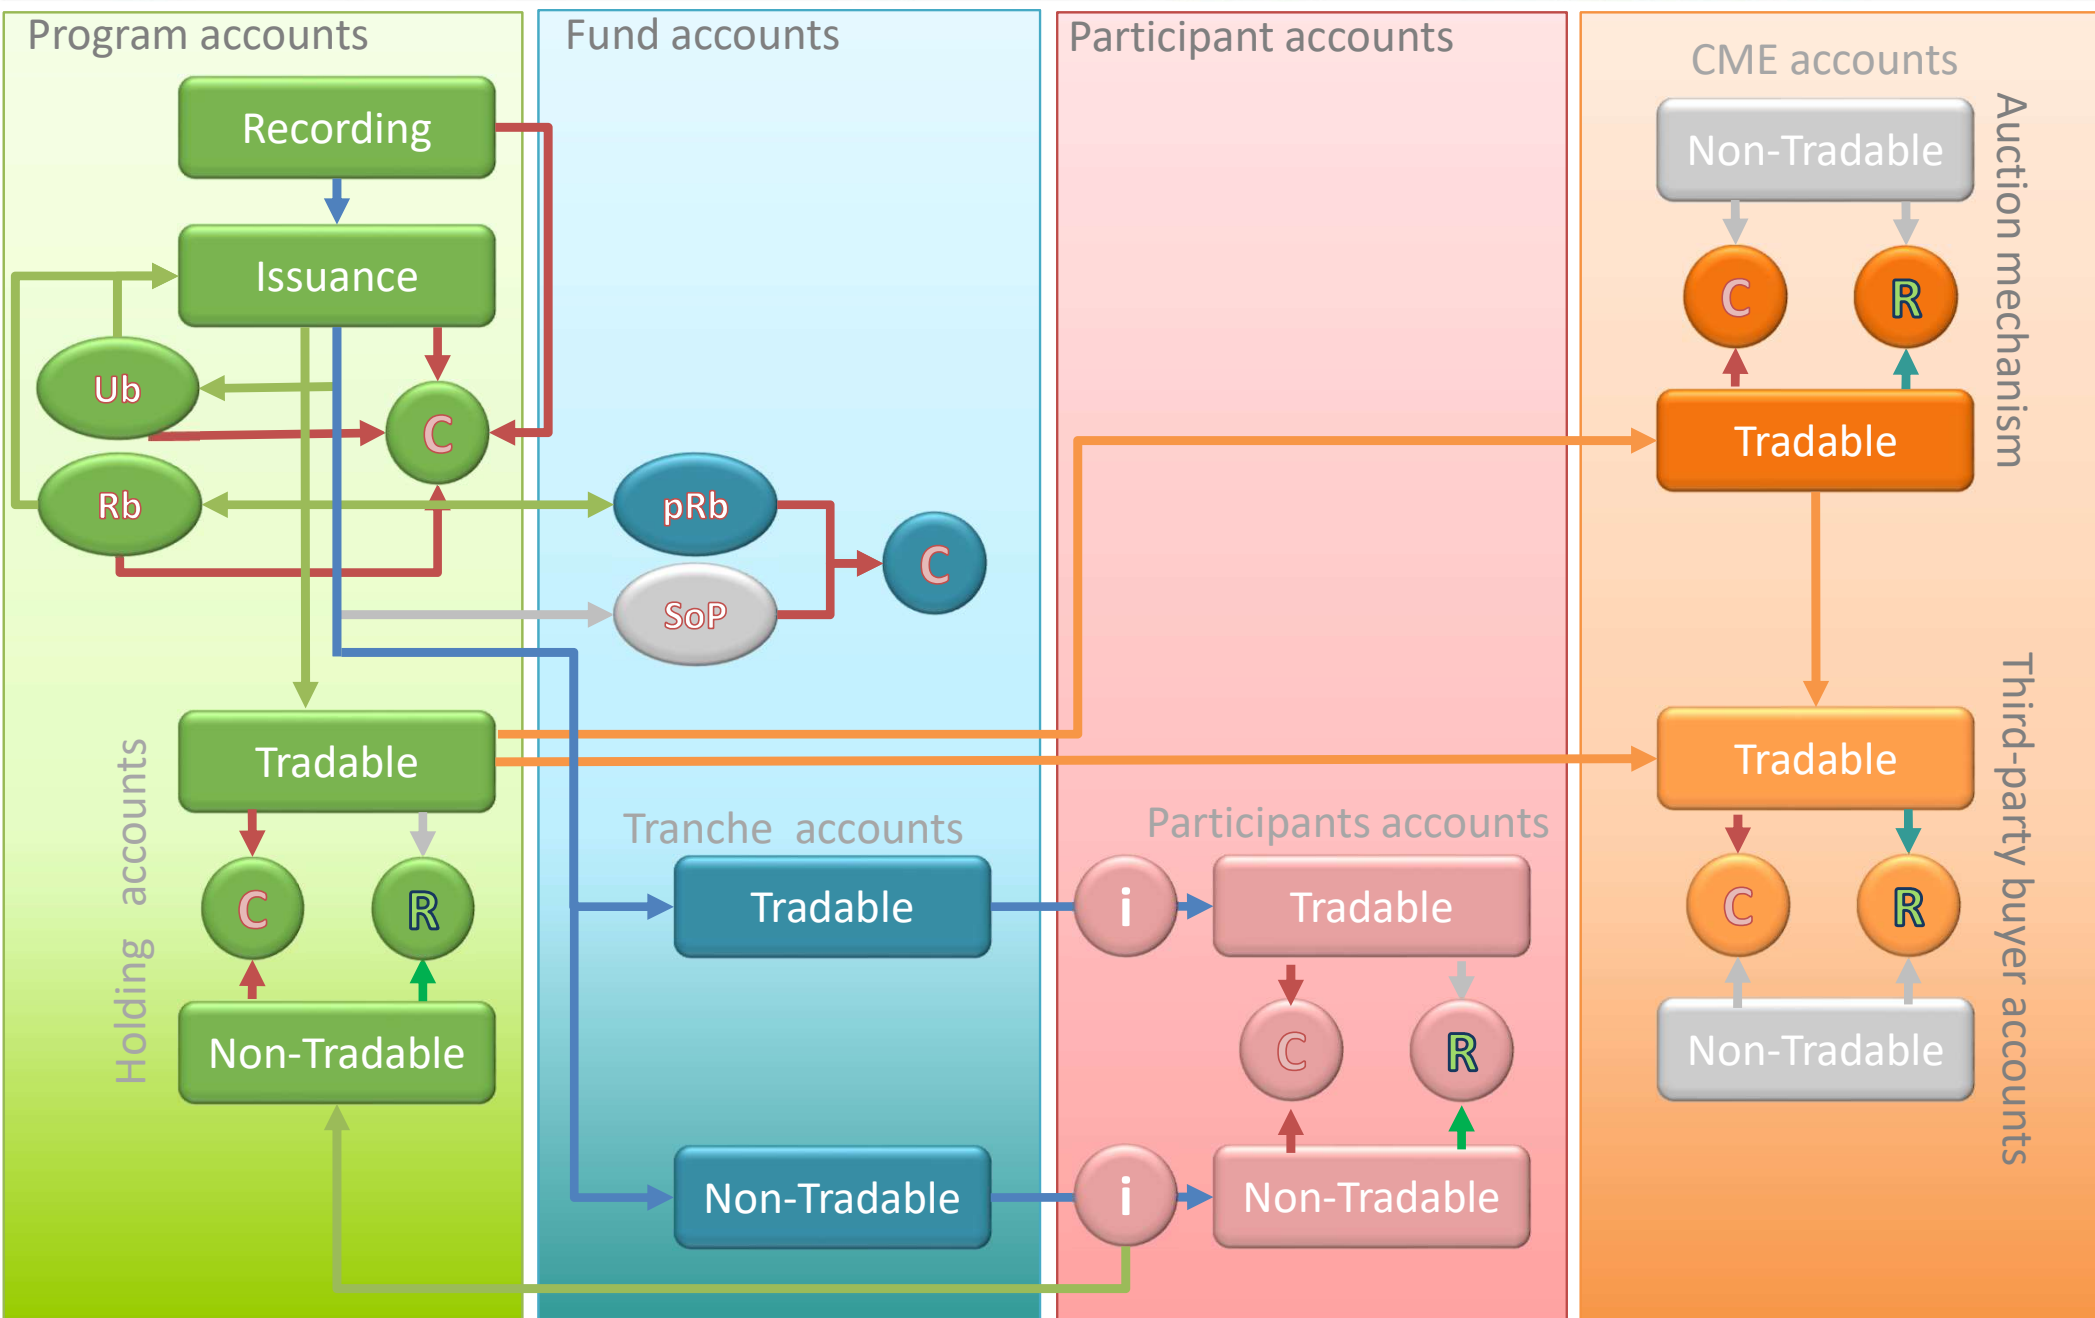 Program accounts
Recording
Issuance
Ub
C
Rb
Tradable
Holding accounts
C
R
Non-Tradable
Fund accounts
pRb
C
SoP
Tranche accounts
Tradable
Non-Tradable
Participant accounts
Participants accounts
i
Tradable
C
R
i
Non-Tradable
CME accounts
Non-Tradable
Auction mechanism
C
R
Tradable
Tradable
Third-party buyer accounts
C
R
Non-Tradable